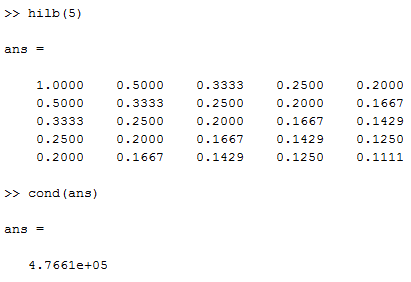 >> hilb(5)
ans =
1.0000 0.5000 0.3333 0.2500 0.2000
0.5000 0.3333 0.2500 0.2000 0.1667
0.3333 0.2500 0.2000 0.1667 0.1429
0.2500 0.2000 0.1667 0.1429 0.1250
0.2000 0.1667 0.1429 0.1250 0.1111
>> cond(ans)
ans =
4.7661e+05